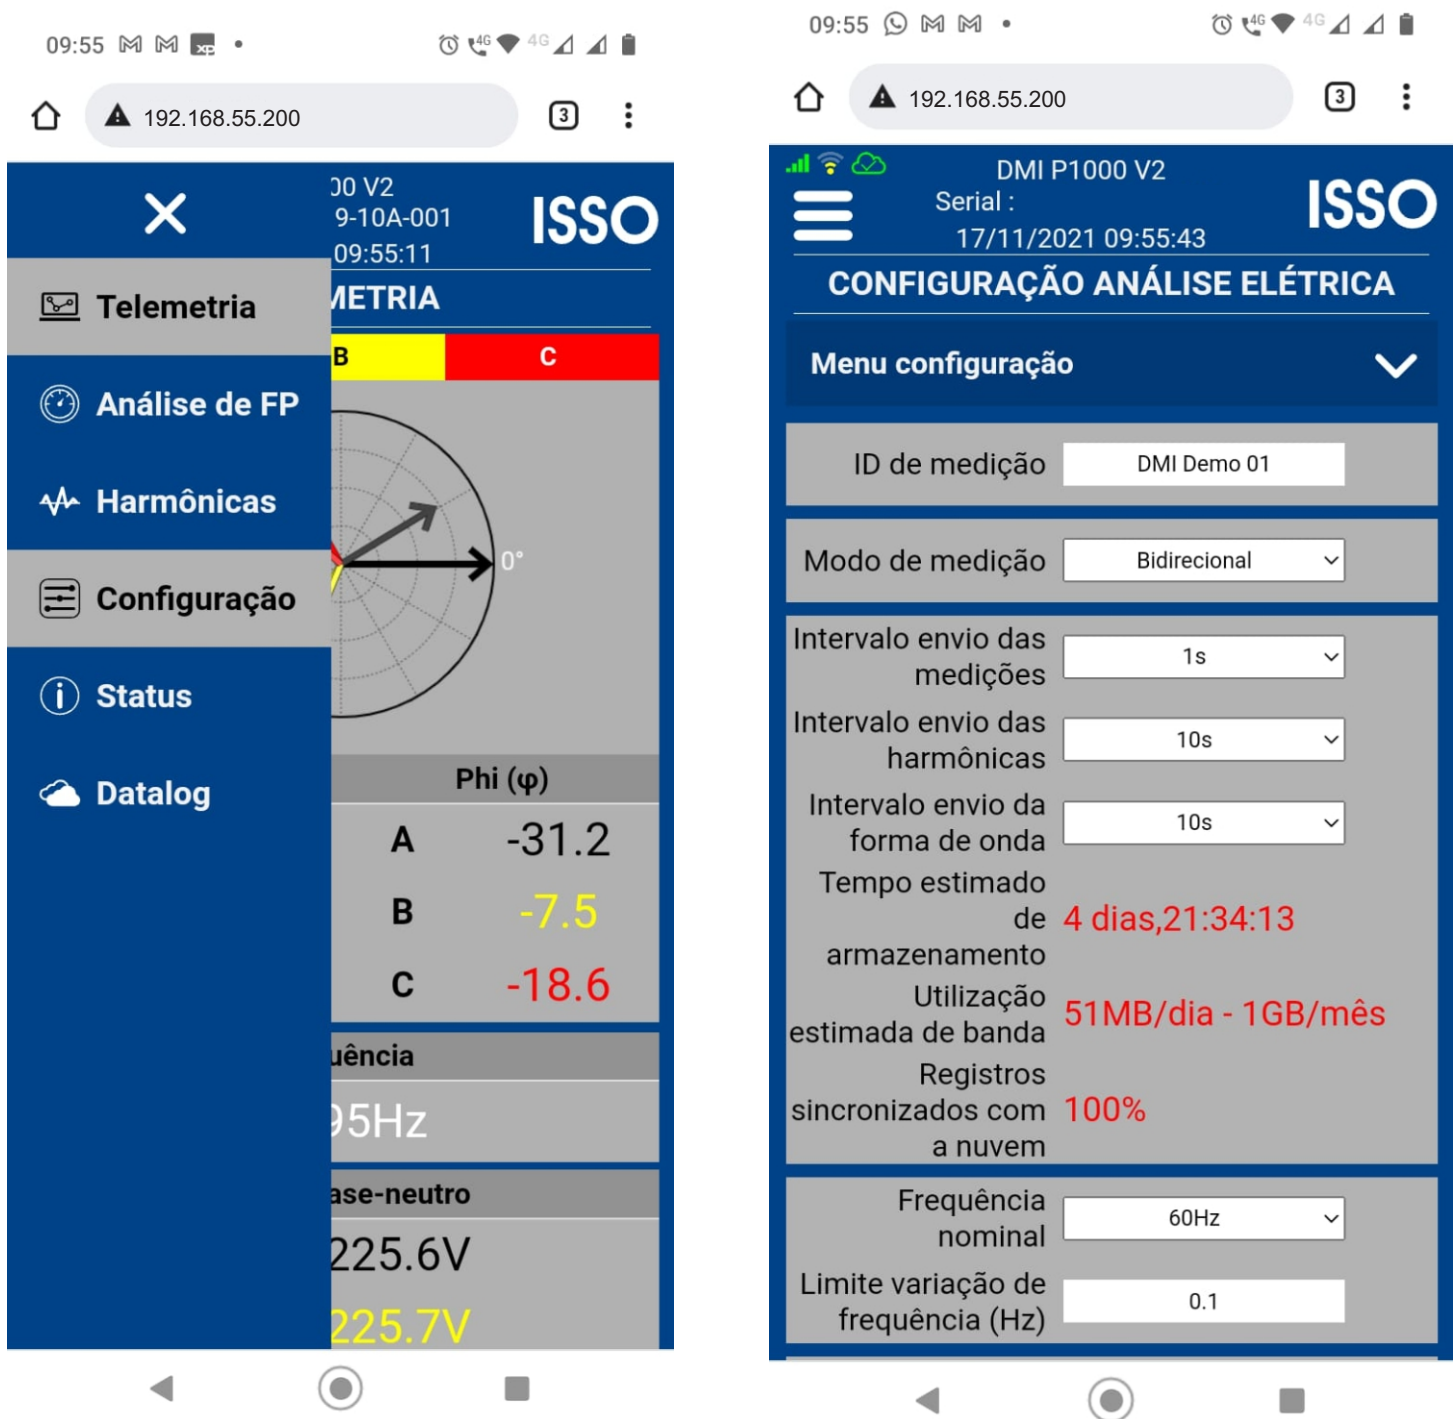 09:55
4G
4G
192.168.55.200
3
00 V2
9-10A-001
09:55:11
ISSO
METRIA
Telemetria
Análise de FP
Harmônicas
Configuração
Status
Datalog
B
C
0°
Phi (φ)
A
-31.2
B
-7.5
C
-18.6
uência
95Hz
ase-neutro
225.6V
225.7V
09:55
4G
4G
192.168.55.200
3
DMI P1000 V2
Serial :
17/11/2021 09:55:43
ISSO
CONFIGURAÇÃO ANÁLISE ELÉTRICA
Menu configuração
ID de medição
DMI Demo 01
Modo de medição
Bidirecional
Intervalo envio das
medições
1s
Intervalo envio das
harmônicas
10s
Intervalo envio da
forma de onda
10s
Tempo estimado
de
armazenamento
4 dias,21:34:13
Utilização
estimada de banda
51MB/dia - 1GB/mês
Registros
sincronizados com
a nuvem
100%
Frequência
nominal
60Hz
Limite variação de
frequência (Hz)
0.1